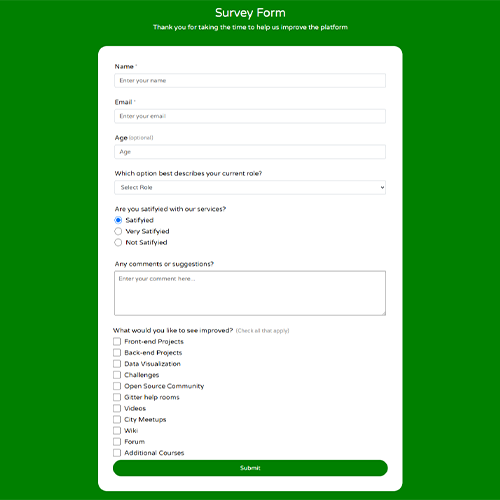 Survey Form
Thank you for taking the time to help us improve the platform
Name *
Enter your name
Email *
Enter your email
Age (optional)
Age
Which option best describes your current role?
Select Role
Are you satifyied with our services?
Satifyied
Very Satifyied
Not Satifyied
Any comments or suggestions?
Enter your comment here...
What would you like to see improved? (Check all that apply)
Front-end Projects
Back-end Projects
Data Visualization
Challenges
Open Source Community
Gitter help rooms
Videos
City Meetups
Wiki
Forum
Additional Courses
Submit